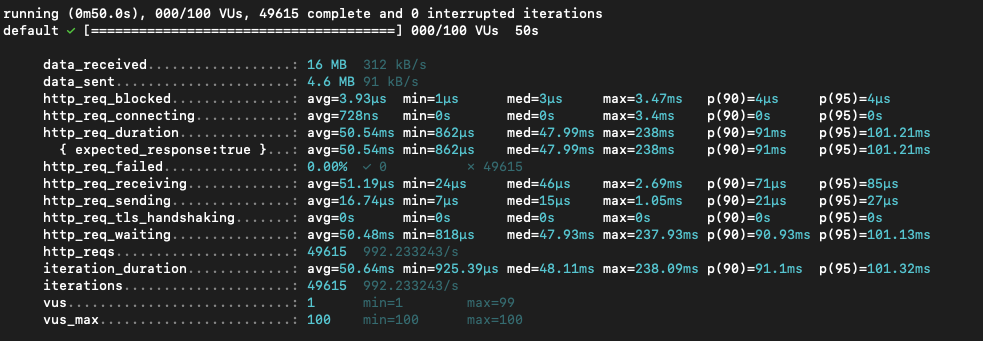 running (0m50.0s), 000/100 VUs, 49615 complete and 0 interrupted iterations
default ✓ [======================================] 000/100 VUs  50s
data_received..................: 16 MB  312 kB/s
data_sent......................: 4.6 MB 91 kB/s
http_req_blocked...............: avg=3.93µs  min=1µs      med=3µs     max=3.47ms   p(90)=4µs     p(95)=4µs
http_req_connecting............: avg=728ns   min=0s       med=0s      max=3.4ms    p(90)=0s      p(95)=0s
http_req_duration..............: avg=50.54ms min=862µs    med=47.99ms max=238ms    p(90)=91ms    p(95)=101.21ms
{ expected_response:true }...: avg=50.54ms min=862µs    med=47.99ms max=238ms    p(90)=91ms    p(95)=101.21ms
http_req_failed................: 0.00%  ✓ 0          ✗ 49615
http_req_receiving.............: avg=51.19µs min=24µs     med=46µs    max=2.69ms   p(90)=71µs    p(95)=85µs
http_req_sending...............: avg=16.74µs min=7µs      med=15µs    max=1.05ms   p(90)=21µs    p(95)=27µs
http_req_tls_handshaking.......: avg=0s      min=0s       med=0s      max=0s       p(90)=0s      p(95)=0s
http_req_waiting...............: avg=50.48ms min=818µs    med=47.93ms max=237.93ms p(90)=90.93ms p(95)=101.13ms
http_reqs......................: 49615  992.233243/s
iteration_duration.............: avg=50.64ms min=925.39µs med=48.11ms max=238.09ms p(90)=91.1ms  p(95)=101.32ms
iterations.....................: 49615  992.233243/s
vus............................: 1      min=1        max=99
vus_max........................: 100    min=100      max=100